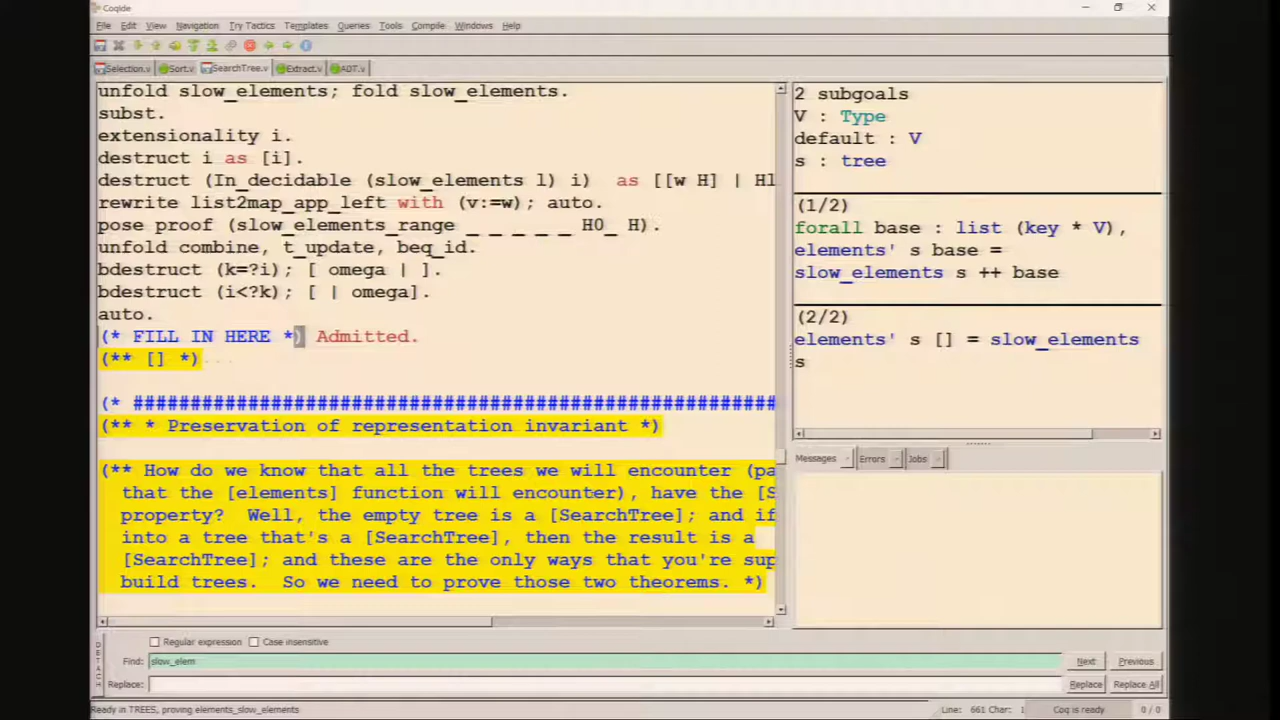 CoqIde
File Edit View Navigation Try Tactics Templates Queries Tools Compile Windows Help
Selection.v Sort.v SearchTree.v Extract.v ADT.v
unfold slow_elements; fold slow_elements.
subst.
extensionality i.
destruct i as [i].
destruct (In_decidable (slow_elements l) i)  as [[w H] | Hl
rewrite list2map_app_left with (v:=w); auto.
pose proof (slow_elements_range _ _ _ _ _ H0_ H).
unfold combine, t_update, beq_id.
bdestruct (k=?i); [ omega | ].
bdestruct (i<?k); [ | omega].
auto.
(* FILL IN HERE *) Admitted.
(** [] *)
(* ########################################################
(** * Preservation of representation invariant *)
(** How do we know that all the trees we will encounter (pa
that the [elements] function will encounter), have the [S
property?  Well, the empty tree is a [SearchTree]; and if
into a tree that's a [SearchTree], then the result is a
[SearchTree]; and these are the only ways that you're sup
build trees.  So we need to prove those two theorems. *)
2 subgoals
V : Type
default : V
s : tree
(1/2)
forall base : list (key * V),
elements' s base =
slow_elements s ++ base
(2/2)
elements' s [] = slow_elements
s
Messages Errors Jobs
Regular expression Case insensitive
Find: slow_elem Next Previous
Replace: Replace Replace All
DETACH
Ready in TREES, proving elements_slow_elements Line: 661 Char: 1 Coq is ready 0 / 0